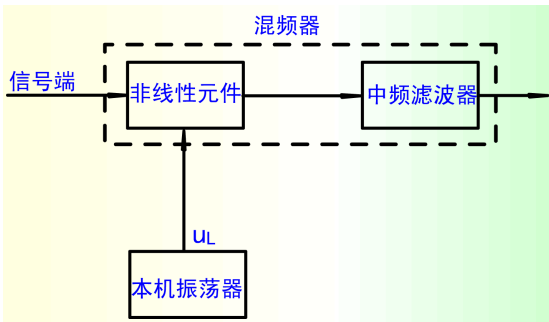 混频器
信号端
非线性元件
中频滤波器
uL
本机振荡器